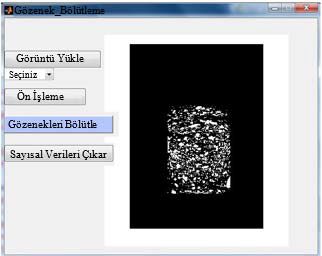 Gözenek_Bölütleme
Görüntü Yükle
Seçiniz
Ön İşleme
Gözenekleri Bölütle
Sayısal Verileri Çıkar